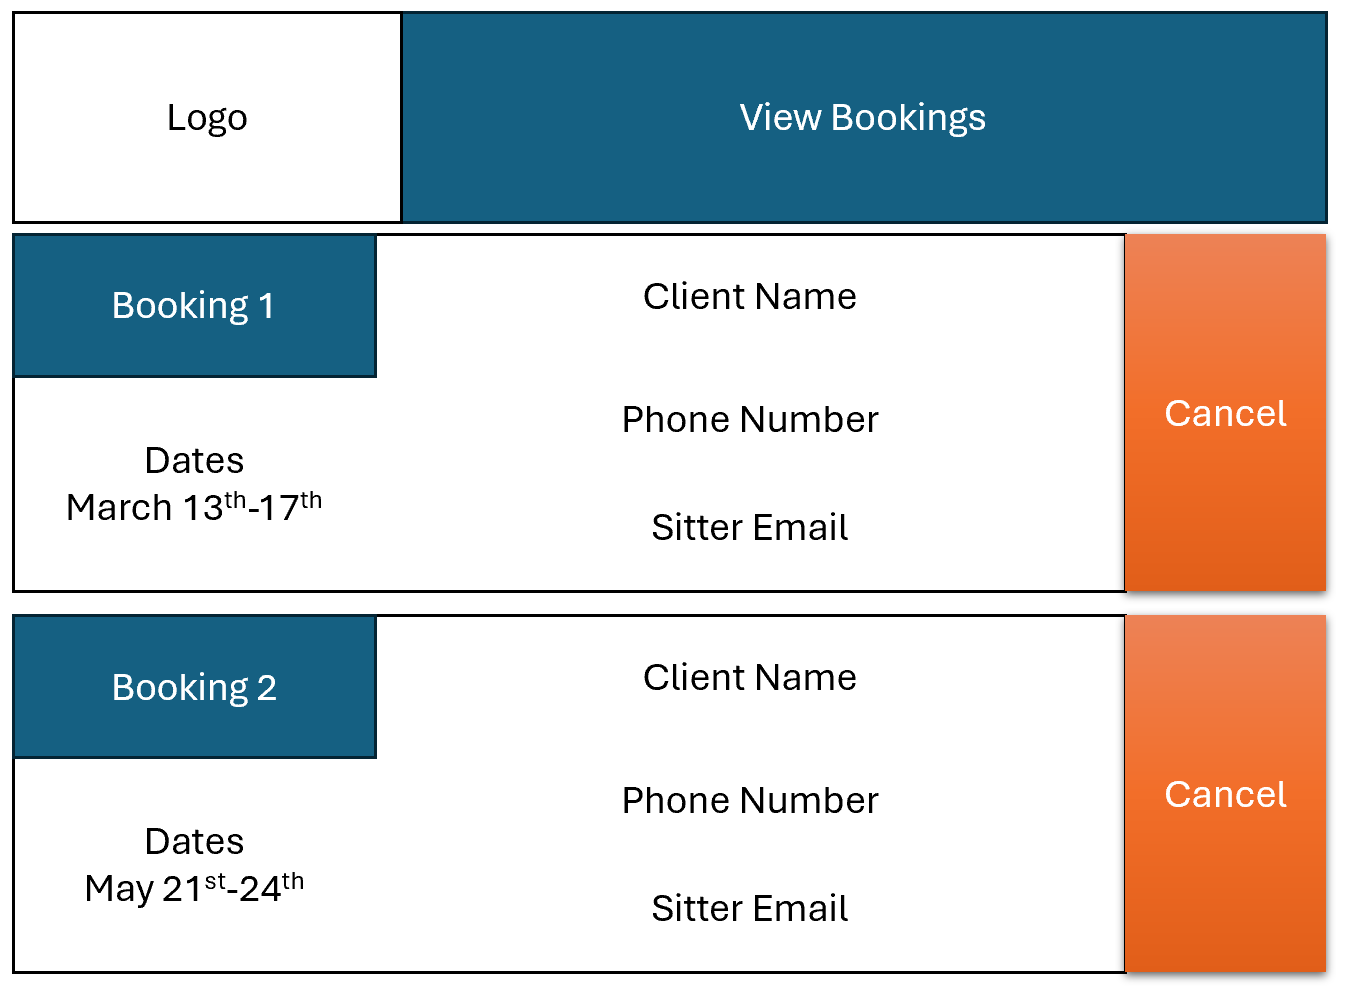 Logo
View Bookings
Booking 1
Dates
March 13th-17th
Client Name
Phone Number
Sitter Email
Cancel
Booking 2
Dates
May 21st-24th
Client Name
Phone Number
Sitter Email
Cancel